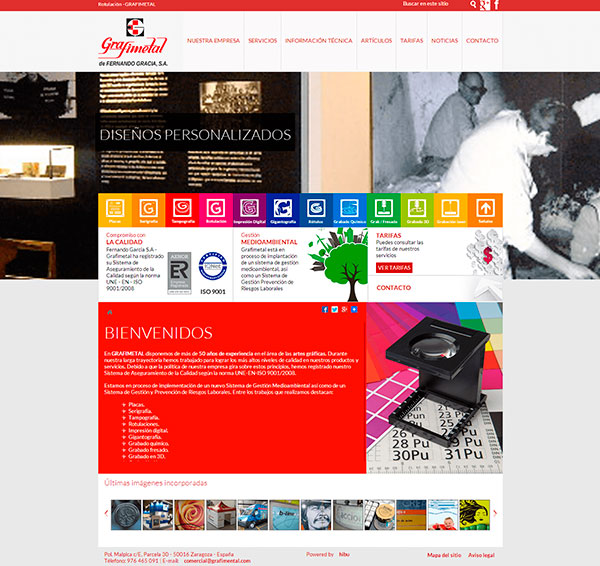 Rotulación - GRAFIMETAL
Buscar en este sitio
Grafimetal
de FERNANDO GRACIA, S.A.
NUESTRA EMPRESA
SERVICIOS
INFORMACIÓN TÉCNICA
ARTÍCULOS
TARIFAS
NOTICIAS
CONTACTO
DISEÑOS PERSONALIZADOS
Placas
Serigrafía
Tampografía
Rotulación
Impresión Digital
Gigantografía
Rótulos
Grabado Químico
Grab / Fresado
Grabado 3D
Grabación laser
Señales
Compromiso con
LA CALIDAD
Fernando García S.A -
Grafimetal ha registrado
su Sistema de
Aseguramiento de la
Calidad según la norma
UNE - EN - ISO
9001/2008.
AENOR
ER
Empresa
Registrada
IQNET
ISO 9001
Gestión
MEDIOAMBIENTAL
Grafimetal está en
proceso de implantación
de un sistema de gestión
medioambiental, así
como un Sistema de
Gestión Prevención de
Riesgos Laborales
TARIFAS
Puedes consultar las
tarifas de nuestros
servicios
VER TARIFAS
CONTACTO
BIENVENIDOS
En GRAFIMETAL disponemos de más de 50 años de experiencia en el área de las artes gráficas. Durante
nuestra larga trayectoria hemos trabajado para lograr los más altos niveles de calidad en nuestros productos y
servicios. Debido a que la política de nuestra empresa gira sobre estos principios, hemos registrado nuestro
Sistema de Aseguramiento de la Calidad según la norma UNE-EN-ISO 9001/2008.
Estamos en proceso de implementación de un nuevo Sistema de Gestión Medioambiental así como de un
Sistema de Gestión y Prevención de Riesgos Laborales. Entre los trabajos que realizamos destacan:
Placas.
Serigrafía.
Tampografía.
Rotulaciones.
Impresión digital.
Gigantografía.
Grabado químico.
Grabado fresado.
Grabado en 3D.
23 Pu
29Pu
30Pu
31Pu
Últimas imágenes incorporadas
b-line
Pol. Malpica c/E. Parcela 30 - 50016 Zaragoza - España
Teléfono: 976 465 091 | E-mail: comercial@grafimental.com
Powered by hibu
Mapa del sitio
Aviso legal